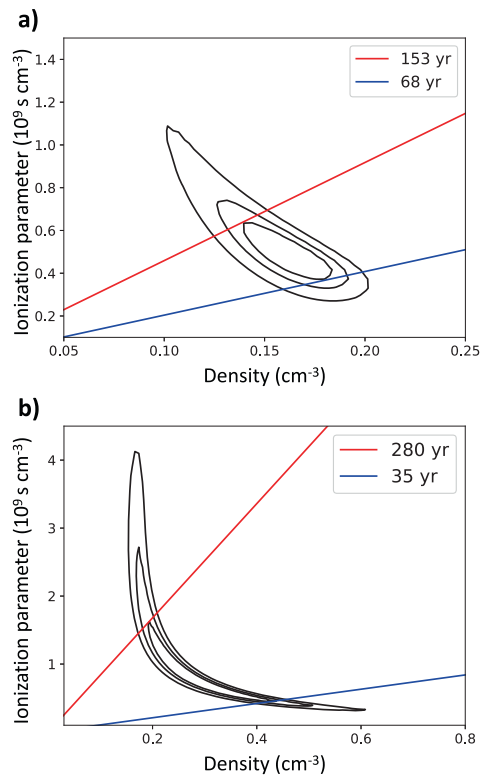 a)
Ionization parameter (10⁹ s cm⁻³)
1.4
1.2
1.0
0.8
0.6
0.4
0.2
153 yr
68 yr
0.05 0.10 0.15 0.20 0.25
Density (cm⁻³)
b)
Ionization parameter (10⁹ s cm⁻³)
4
3
2
1
280 yr
35 yr
0.2 0.4 0.6 0.8
Density (cm⁻³)